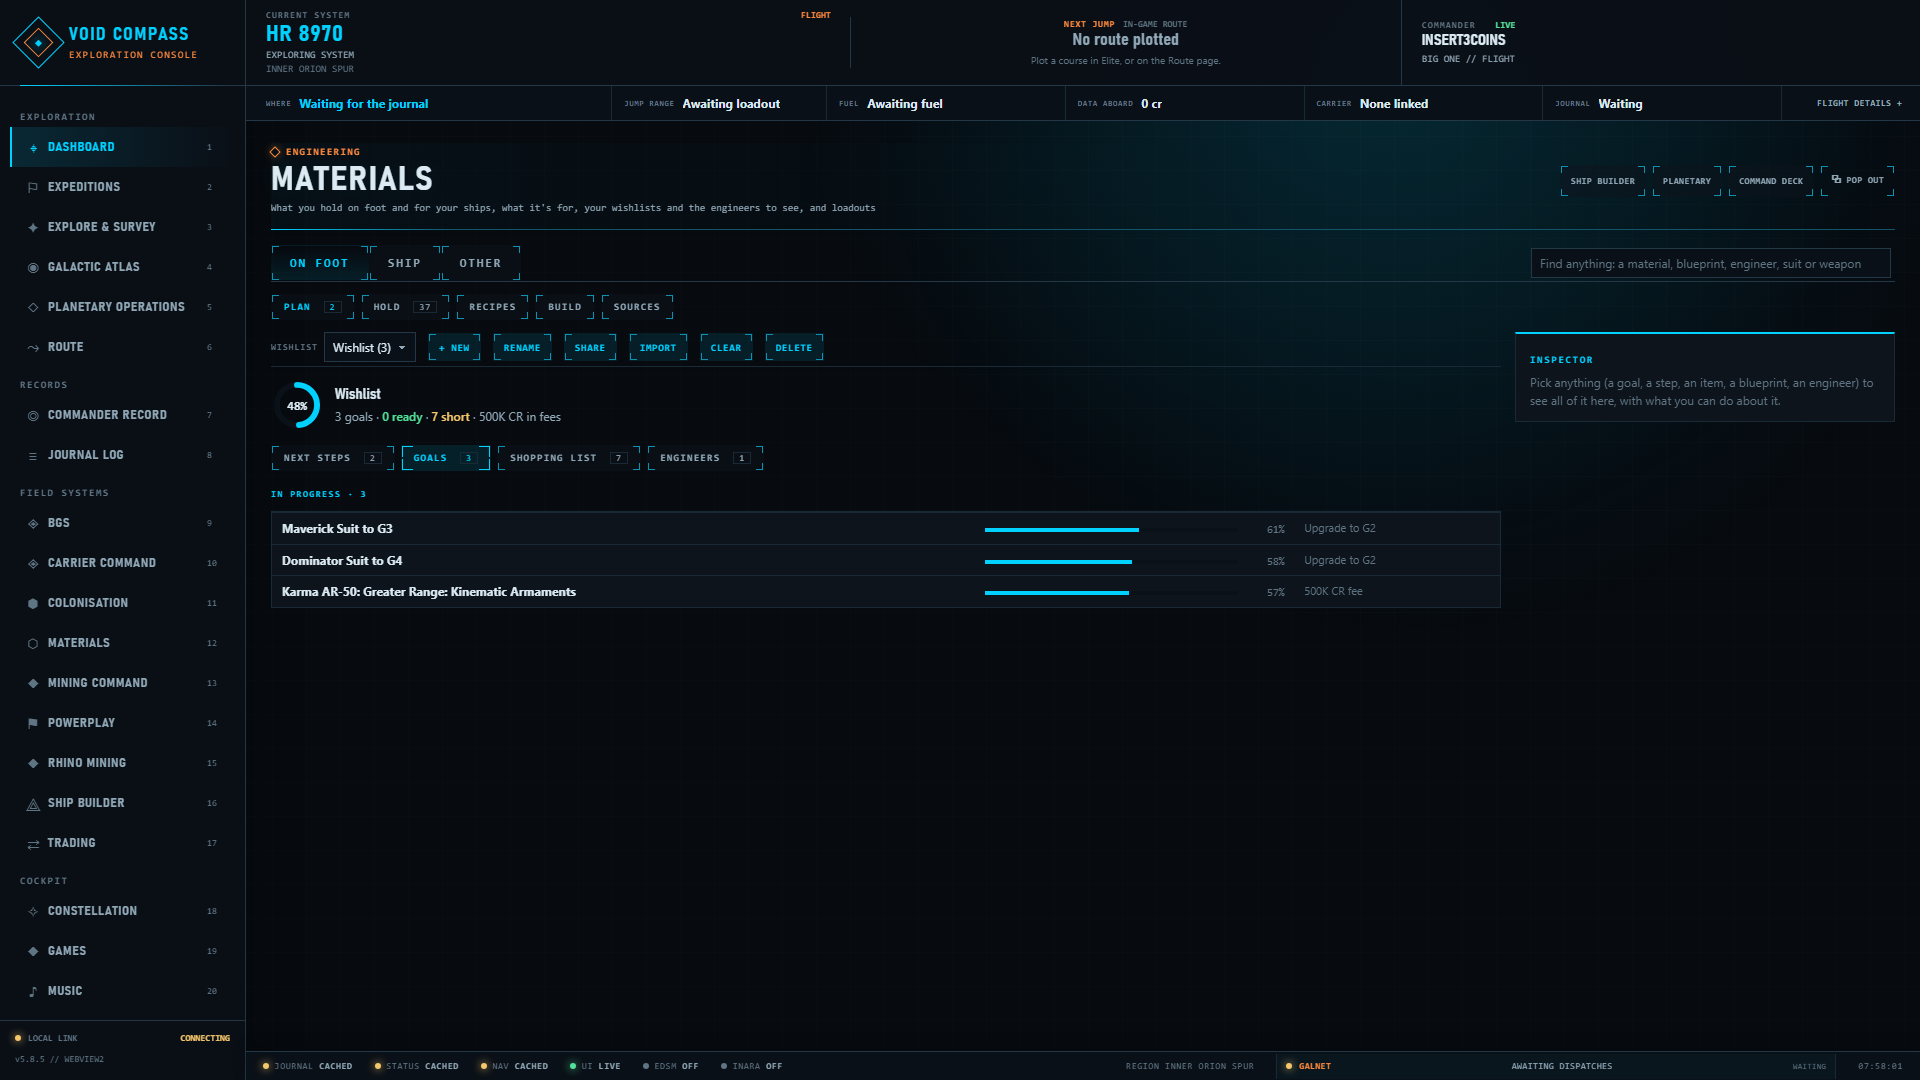 VOID COMPASS
EXPLORATION CONSOLE
CURRENT SYSTEM
HR 8970
EXPLORING SYSTEM
INNER ORION SPUR
FLIGHT
NEXT JUMP IN-GAME ROUTE
No route plotted
Plot a course in Elite, or on the Route page.
COMMANDER LIVE
INSERT3COINS
BIG ONE // FLIGHT
WHERE Waiting for the journal
JUMP RANGE Awaiting loadout
FUEL Awaiting fuel
DATA ABOARD 0 cr
CARRIER None linked
JOURNAL Waiting
FLIGHT DETAILS +
EXPLORATION
DASHBOARD 1
EXPEDITIONS 2
EXPLORE & SURVEY 3
GALACTIC ATLAS 4
PLANETARY OPERATIONS 5
ROUTE 6
RECORDS
COMMANDER RECORD 7
JOURNAL LOG 8
FIELD SYSTEMS
BGS 9
CARRIER COMMAND 10
COLONISATION 11
MATERIALS 12
MINING COMMAND 13
POWERPLAY 14
RHINO MINING 15
SHIP BUILDER 16
TRADING 17
COCKPIT
CONSTELLATION 18
GAMES 19
MUSIC 20
LOCAL LINK CONNECTING
v5.8.5 // WEBVIEW2
ENGINEERING
MATERIALS
What you hold on foot and for your ships, what it's for, your wishlists and the engineers to see, and loadouts
SHIP BUILDER
PLANETARY
COMMAND DECK
POP OUT
ON FOOT
SHIP
OTHER
Find anything: a material, blueprint, engineer, suit or weapon
PLAN 2
HOLD 37
RECIPES
BUILD
SOURCES
WISHLIST Wishlist (3)
+ NEW
RENAME
SHARE
IMPORT
CLEAR
DELETE
48%
Wishlist
3 goals · 0 ready · 7 short · 500K CR in fees
NEXT STEPS 2
GOALS 3
SHOPPING LIST 7
ENGINEERS 1
IN PROGRESS · 3
Maverick Suit to G3 61% Upgrade to G2
Dominator Suit to G4 58% Upgrade to G2
Karma AR-50: Greater Range: Kinematic Armaments 57% 500K CR fee
INSPECTOR
Pick anything (a goal, a step, an item, a blueprint, an engineer) to
see all of it here, with what you can do about it.
JOURNAL CACHED
STATUS CACHED
NAV CACHED
UI LIVE
EDSM OFF
INARA OFF
REGION INNER ORION SPUR
GALNET
AWAITING DISPATCHES
WAITING
07:58:01